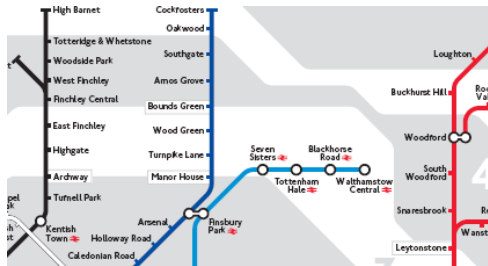 High Barnet
Totteridge & Whetstone
Woodside Park
West Finchley
Finchley Central
East Finchley
Highgate
Archway
Tufnell Park
Kentish
Town
Cockfosters
Oakwood
Southgate
Arnos Grove
Bounds Green
Wood Green
Turnpike Lane
Manor House
Arsenal
Finsbury
Park
Holloway Road
Caledonian Road
Seven
Sisters
Blackhorse
Road
Tottenham
Hale
Walthamstow
Central
Loughton
Buckhurst Hill
Woodford
South
Woodford
Snaresbrook
Leytonstone
4